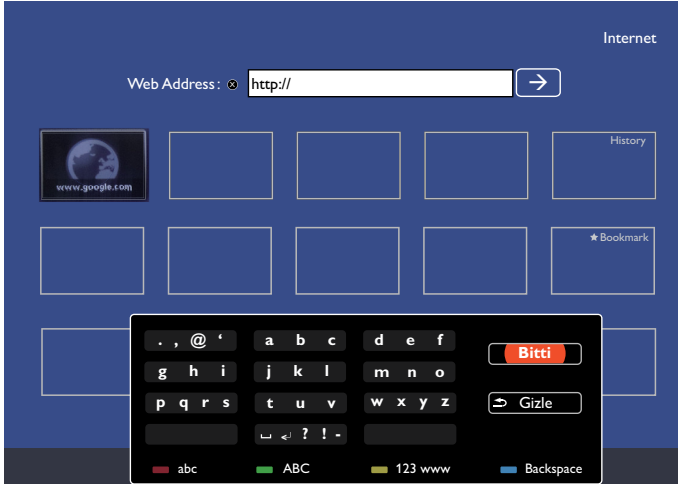 Internet
Web Address: http://
www.google.com
History
★ Bookmark
. , @ ‘ a b c d e f
Bitti
g h i j k l m n o
p q r s t u v w x y z
Gizle
? ! -
abc ABC 123 www Backspace